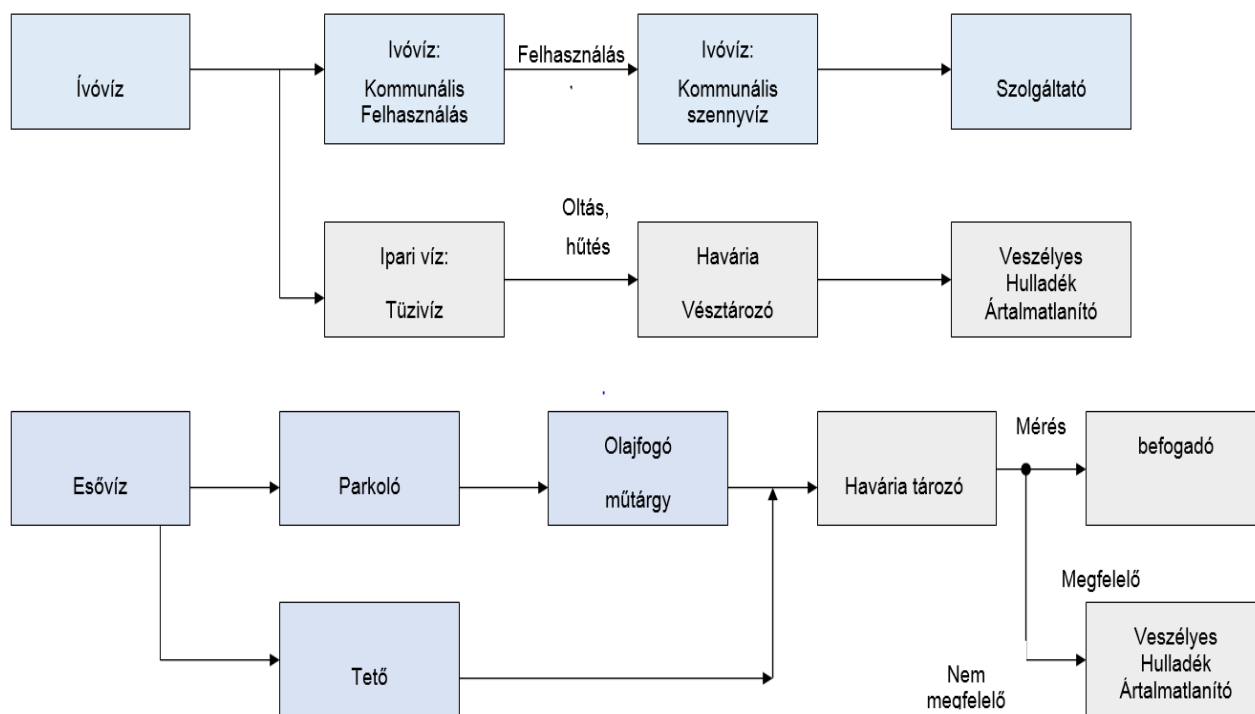 Ívóvíz
Ivóvíz:
Kommunális
Felhasználás
Felhasználás
Ivóvíz:
Kommunális
szennyvíz
Szolgáltató
Ipari víz:
Tüzivíz
Oltás,
hűtés
Havária
Vésztározó
Veszélyes
Hulladék
Ártalmatlanító
Esővíz
Parkoló
Olajfogó
műtárgy
Havária tározó
Mérés
befogadó
Megfelelő
Tető
Nem
megfelelő
Veszélyes
Hulladék
Ártalmatlanító